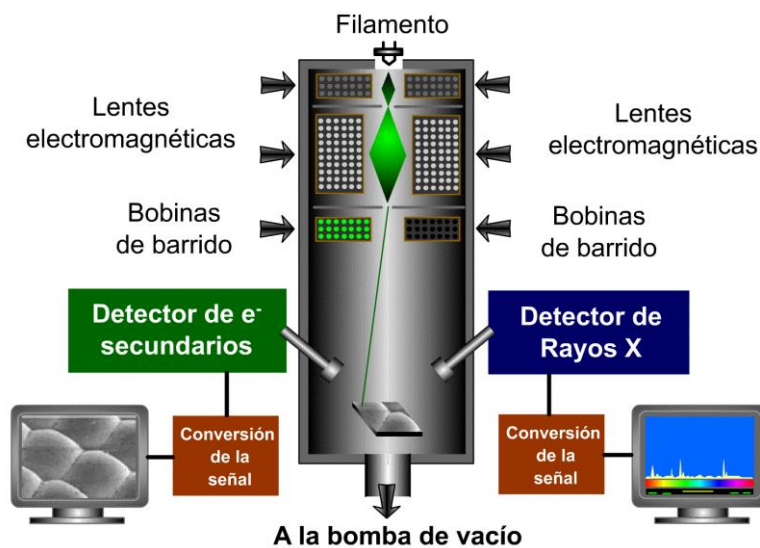 Filamento
Lentes
electromagnéticas
Lentes
electromagnéticas
Bobinas
de barrido
Bobinas
de barrido
Detector de e-
secundarios
Detector de
Rayos X
Conversión
de la
señal
Conversión
de la
señal
A la bomba de vacío